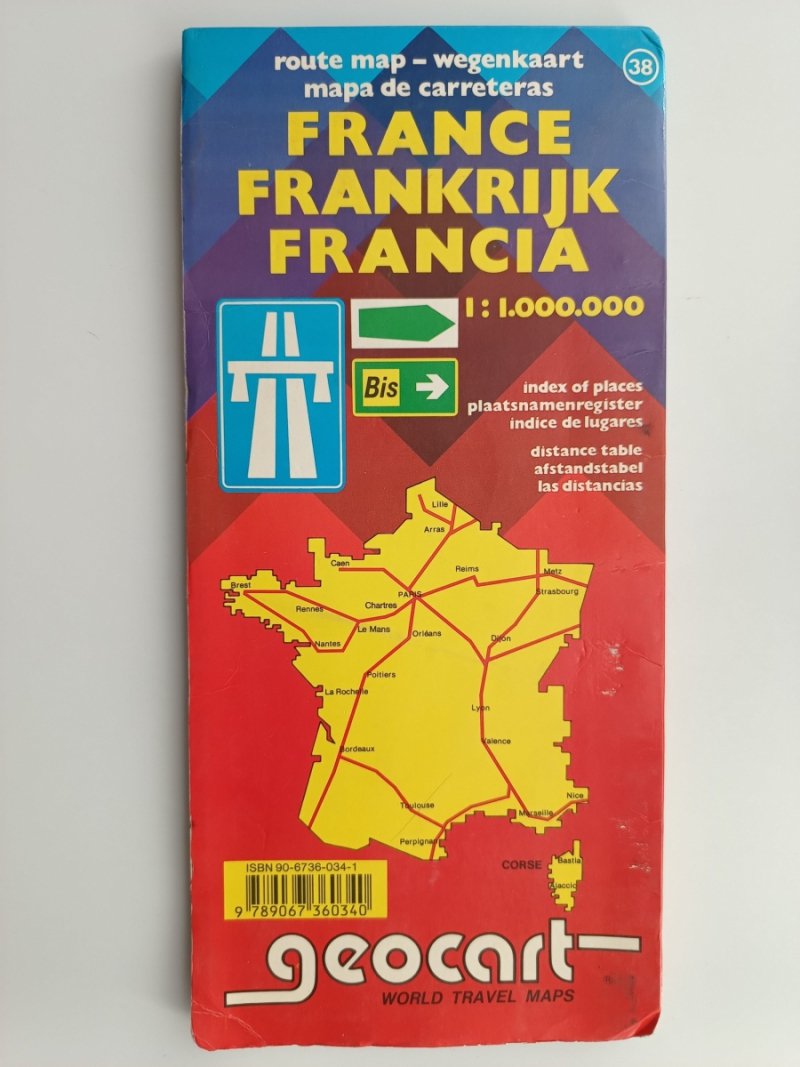 route map – wegenkaart
mapa de carreteras
38
FRANCE
FRANKRIJK
FRANCIA
1 : 1.000.000
Bis
index of places
plaatsnamenregister
indice de lugares
distance table
afstandstabel
las distancias
Lille
Arras
Caen
Reims
Metz
Brest
PARIS
Strasbourg
Rennes
Chartres
Le Mans
Orléans
Nantes
Dijon
Poitiers
La Rochelle
Lyon
Bordeaux
Valence
Toulouse
Nice
Marseille
Perpignan
CORSE
Bastia
Ajaccio
ISBN 90-6736-034-1
9 789067 360340
geocart
WORLD TRAVEL MAPS